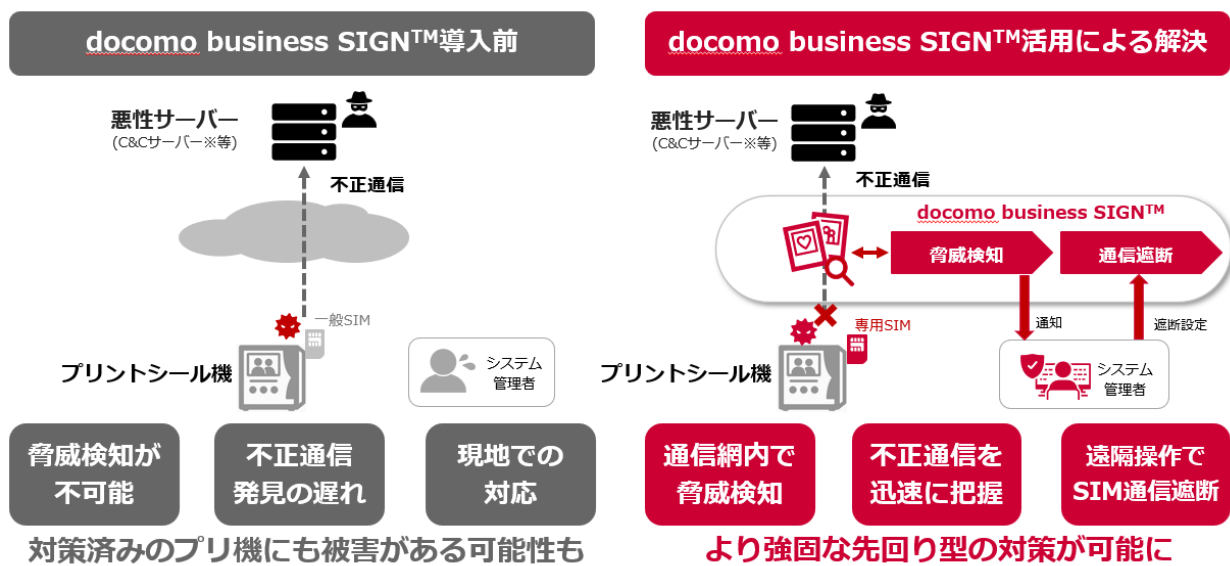 docomo business SIGN™導入前
悪性サーバー
(C&Cサーバー※等)
不正通信
一般SIM
プリントシール機
システム
管理者
脅威検知が
不可能
不正通信
発見の遅れ
現地での
対応
対策済みのプリ機にも被害がある可能性も
docomo business SIGN™活用による解決
悪性サーバー
(C&Cサーバー※等)
不正通信
docomo business SIGN™
脅威検知
通信遮断
通知
遮断設定
専用SIM
プリントシール機
システム
管理者
通信網内で
脅威検知
不正通信を
迅速に把握
遠隔操作で
SIM通信遮断
より強固な先回り型の対策が可能に